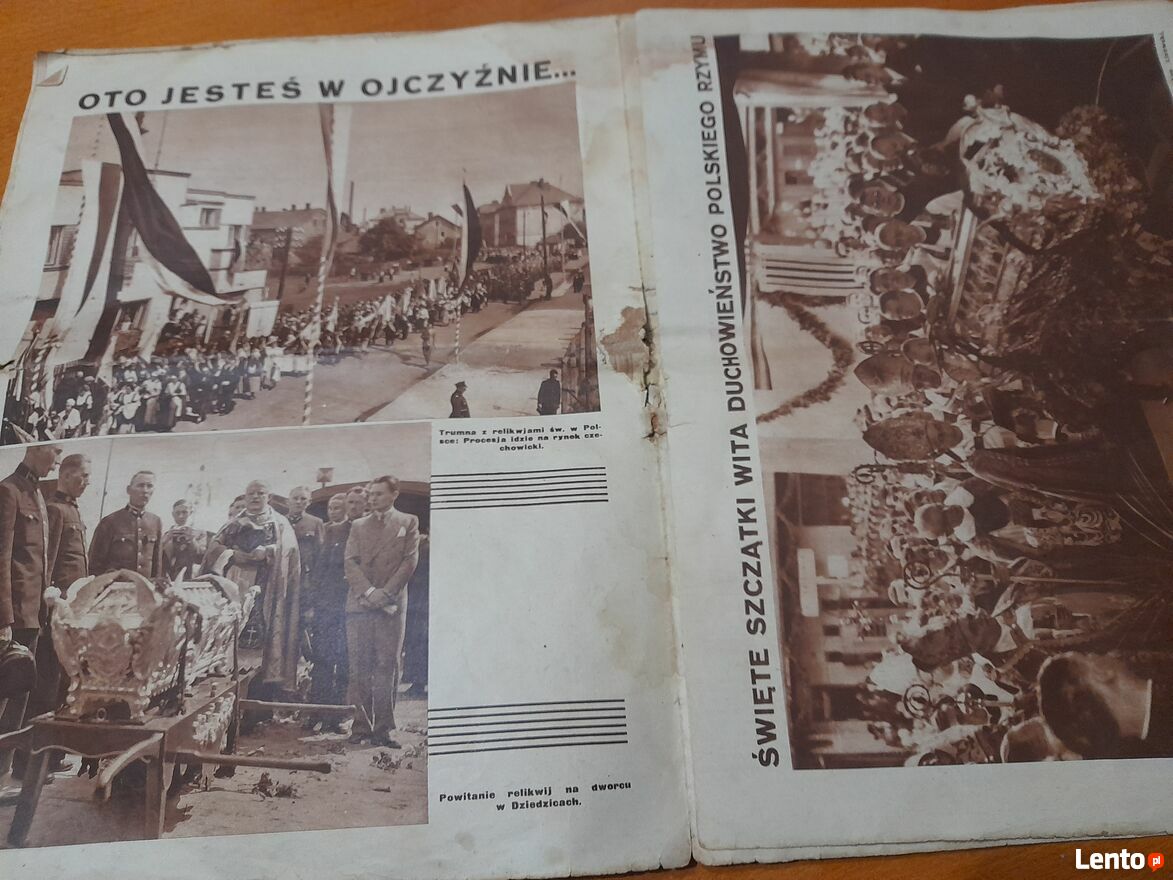 OTO JESTEŚ W OJCZYŹNIE...
Trumna z relikwjami św. w Pol-
sce: Procesja idzie na rynek cze-
chowicki.
Powitanie relikwij na dworcu
w Dziedzicach.
ŚWIĘTE SZCZĄTKI WITA DUCHOWIEŃSTWO POLSKIEGO RZYMU
Lento.pl